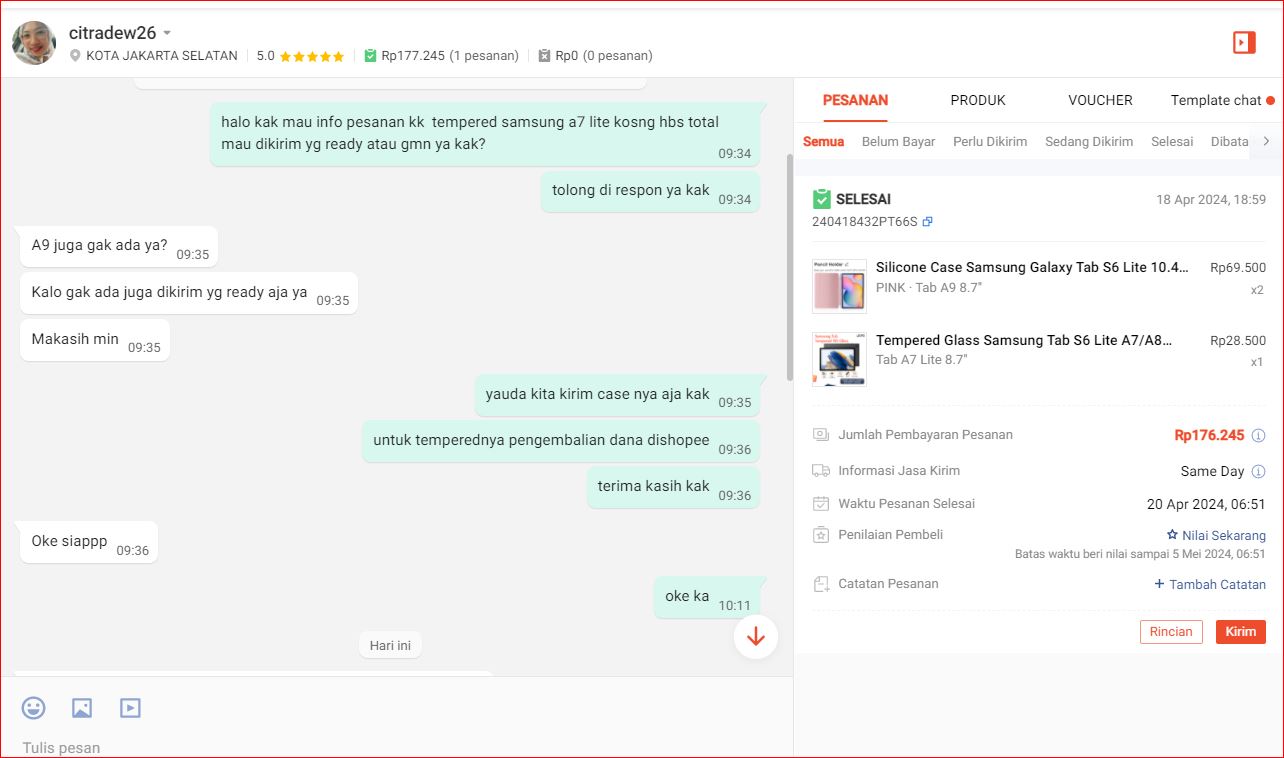 citradew26
KOTA JAKARTA SELATAN
5.0
Rp177.245 (1 pesanan)
Rp0 (0 pesanan)
halo kak mau info pesanan kk tempered samsung a7 lite kosng hbs total
mau dikirim yg ready atau gmn ya kak?
09:34
tolong di respon ya kak
09:34
A9 juga gak ada ya?
09:35
Kalo gak ada juga dikirim yg ready aja ya
09:35
Makasih min
09:35
yauda kita kirim case nya aja kak
09:35
untuk temperednya pengembalian dana dishopee
09:36
terima kasih kak
09:36
Oke siappp
09:36
oke ka
10:11
Hari ini
Tulis pesan
PESANAN
PRODUK
VOUCHER
Template chat
Semua
Belum Bayar
Perlu Dikirim
Sedang Dikirim
Selesai
Dibata
SELESAI
18 Apr 2024, 18:59
240418432PT66S
Pencil Holder
Silicone Case Samsung Galaxy Tab S6 Lite 10.4...
Rp69.500
PINK · Tab A9 8.7"
x2
Tempered Glass Samsung Tab S6 Lite A7/A8...
Rp28.500
Tab A7 Lite 8.7"
x1
Jumlah Pembayaran Pesanan
Rp176.245
Informasi Jasa Kirim
Same Day
Waktu Pesanan Selesai
20 Apr 2024, 06:51
Penilaian Pembeli
Nilai Sekarang
Batas waktu beri nilai sampai 5 Mei 2024, 06:51
Catatan Pesanan
+ Tambah Catatan
Rincian
Kirim